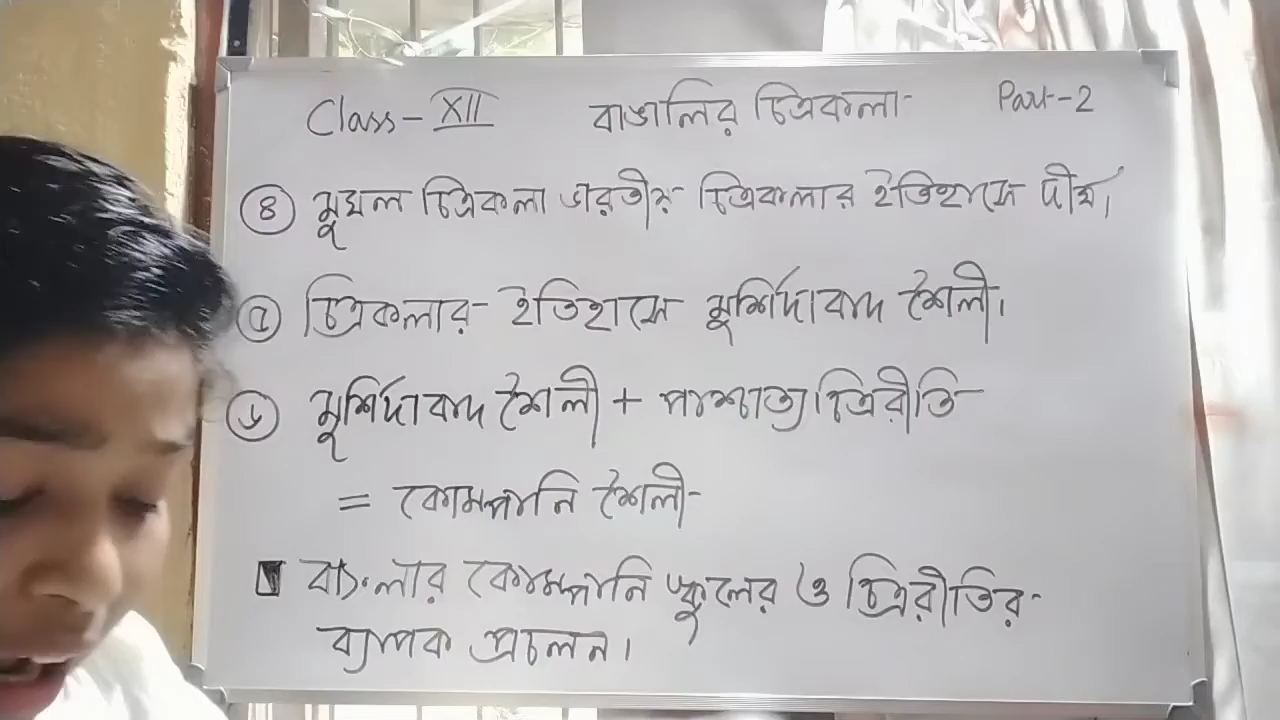 Class - XII বাঙালির চিত্রকলা Part-2
৪ মুঘল চিত্রকলা ভারতীয় চিত্রকলার ইতিহাসে দীর্ঘ।
৫ চিত্রকলার ইতিহাসে মুর্শিদাবাদ শৈলী।
৬ মুর্শিদাবাদ শৈলী + পাশ্চাত্য চিত্ররীতি
= কোম্পানি শৈলী
বাংলার কোম্পানি স্কুলের ও চিত্ররীতির
ব্যাপক প্রচলন।